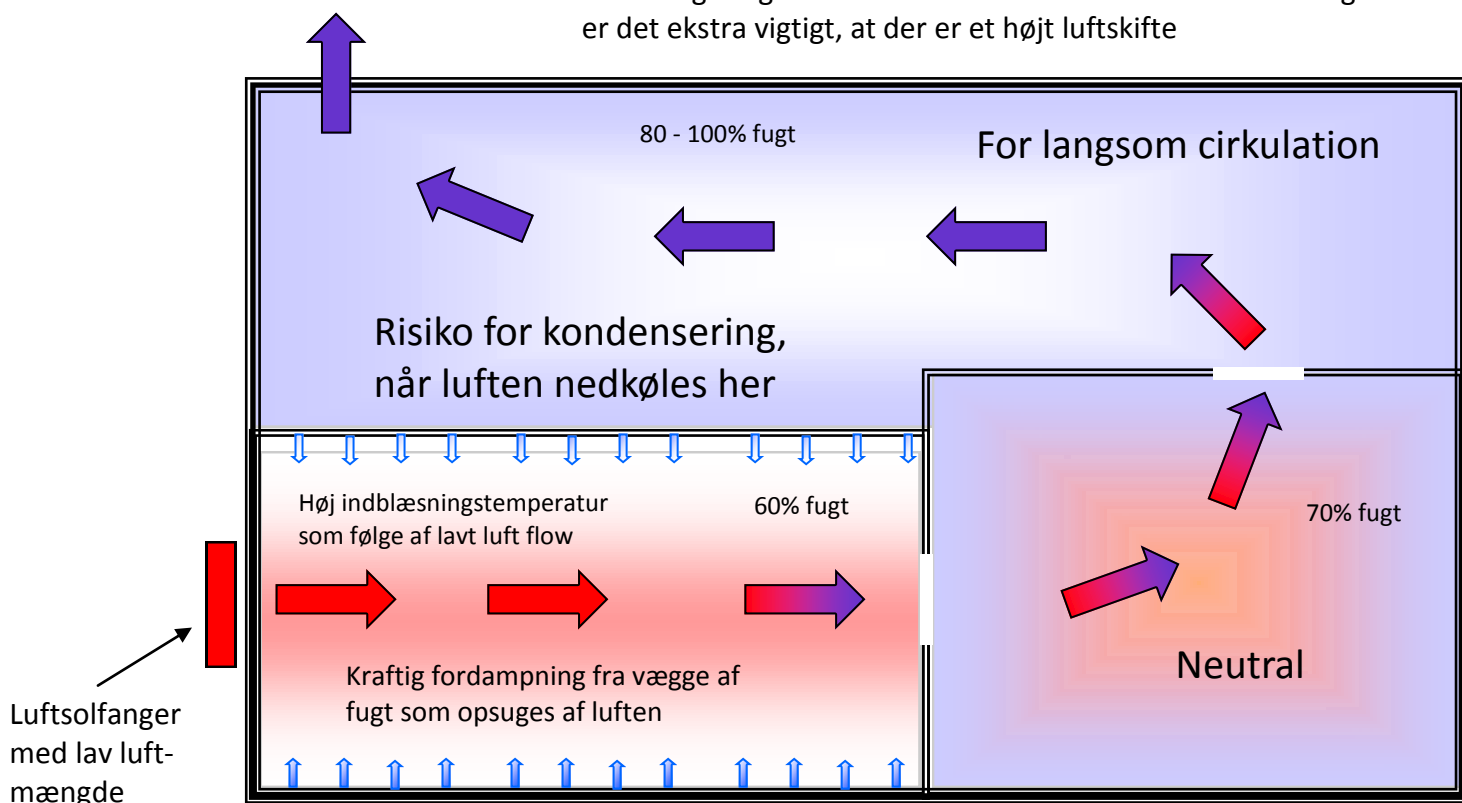 er det ekstra vigtigt, at der er et højt luftskifte
80 - 100% fugt
For langsom cirkulation
Risiko for kondensering,
når luften nedkøles her
Høj indblæsningstemperatur
som følge af lavt luft flow
60% fugt
70% fugt
Neutral
Kraftig fordampning fra vægge af
fugt som opsuges af luften
Luftsolfanger
med lav luft-
mængde